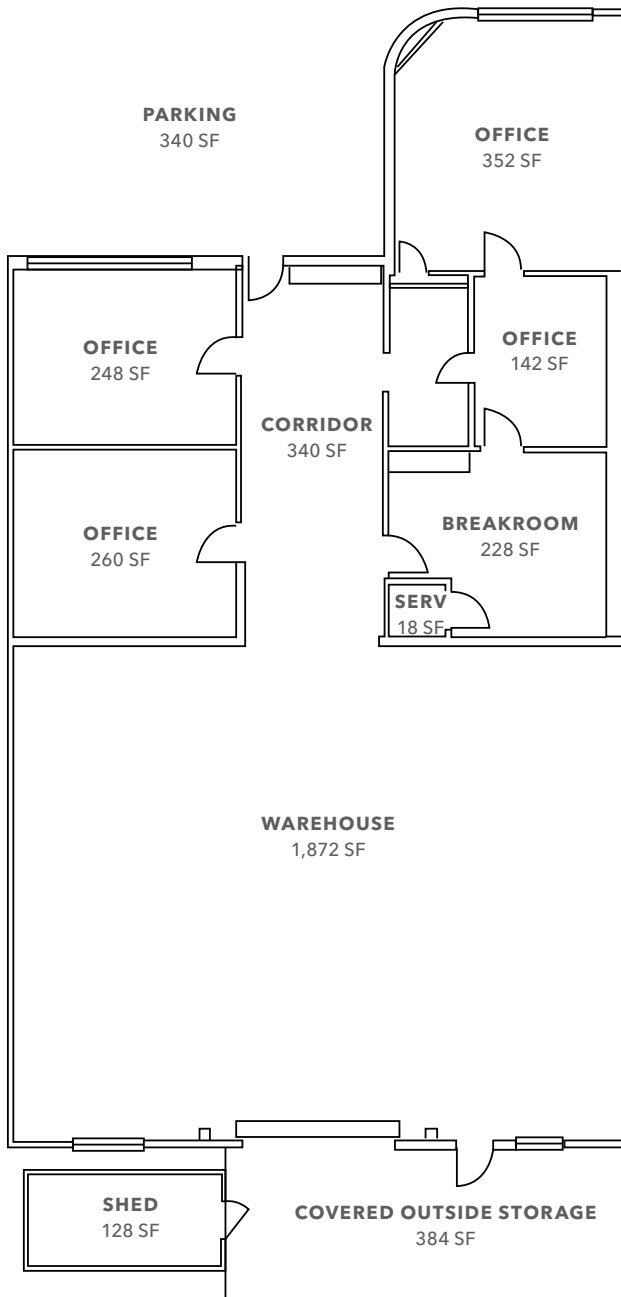 PARKING
340 SF
OFFICE
352 SF
OFFICE
248 SF
OFFICE
142 SF
CORRIDOR
340 SF
OFFICE
260 SF
BREAKROOM
228 SF
SERV
18 SF
WAREHOUSE
1,872 SF
SHED
128 SF
COVERED OUTSIDE STORAGE
384 SF